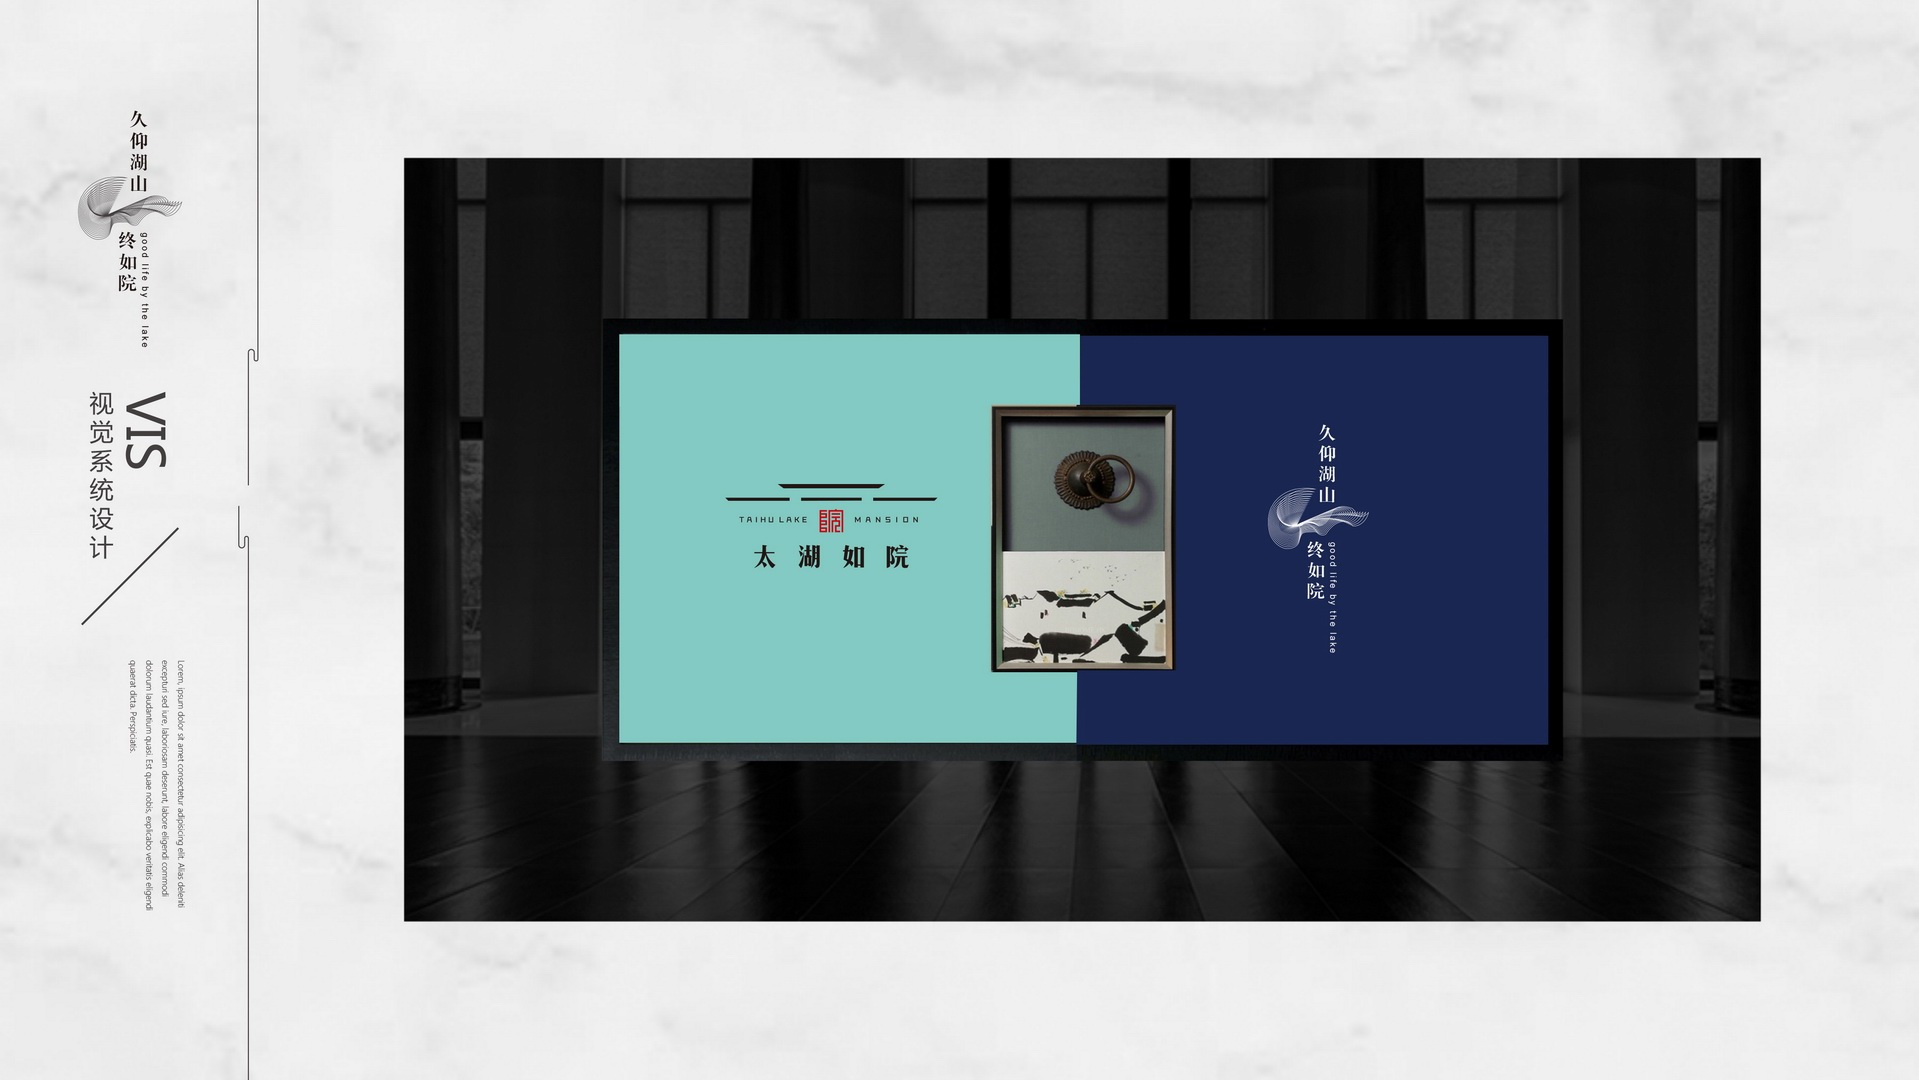 久仰湖山
终如院
good life by the lake
VIS
视觉系统设计
Lorem, ipsum dolor sit amet consectetur adipisicing elit. Alias deleniti
excepturi sed iure, laboriosam deserunt, labore eligendi commodi
dolorum laudantium quasi. Est quae nobis, explicabo veritatis eligendi
quaerat dicta. Perspiciatis.
TAIHU LAKE 院 MANSION
太湖如院
久仰湖山
终如院
good life by the lake